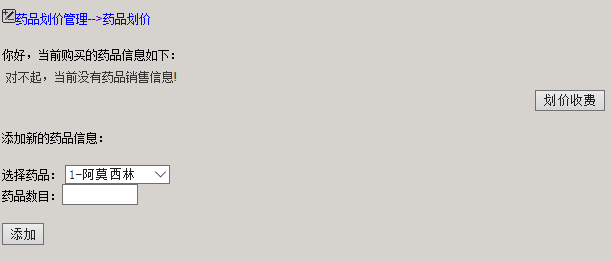 药品划价管理-->药品划价
你好，当前购买的药品信息如下：
对不起，当前没有药品销售信息!
划价收费
添加新的药品信息：
选择药品： 1-阿莫西林
药品数目：
添加